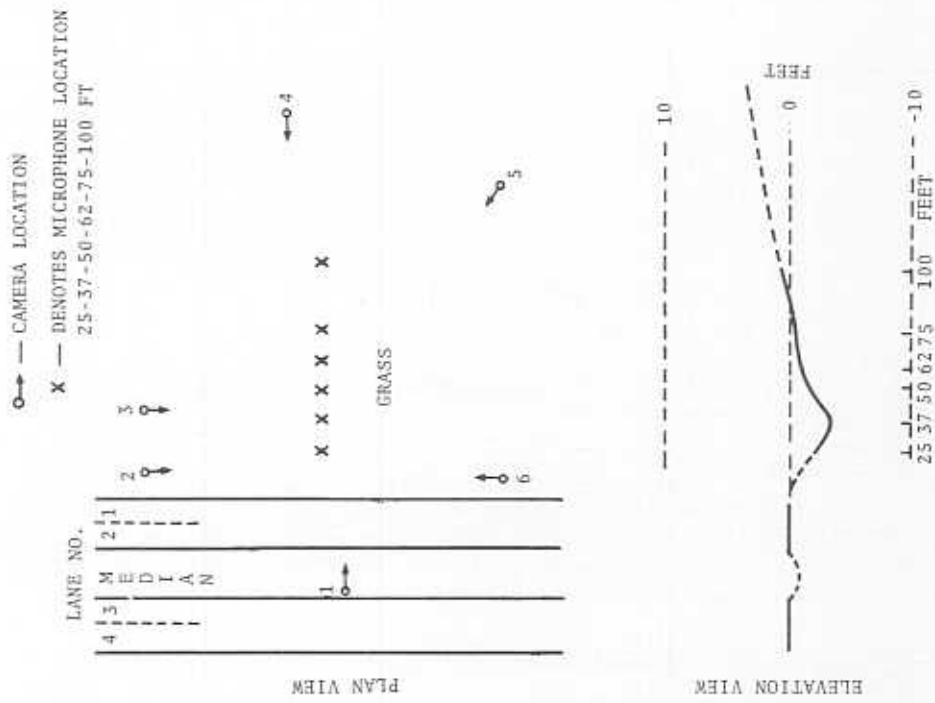 CAMERA LOCATION
X — DENOTES MICROPHONE LOCATION
25-37-50-62-75-100 FT
LANE NO.
4 3 MEDIAN 2 1
2
3
4
1
X X X X X X
GRASS
5
6
PLAN VIEW
10
FEET
0
-10
25 37 50 62 75 100 FEET
ELEVATION VIEW